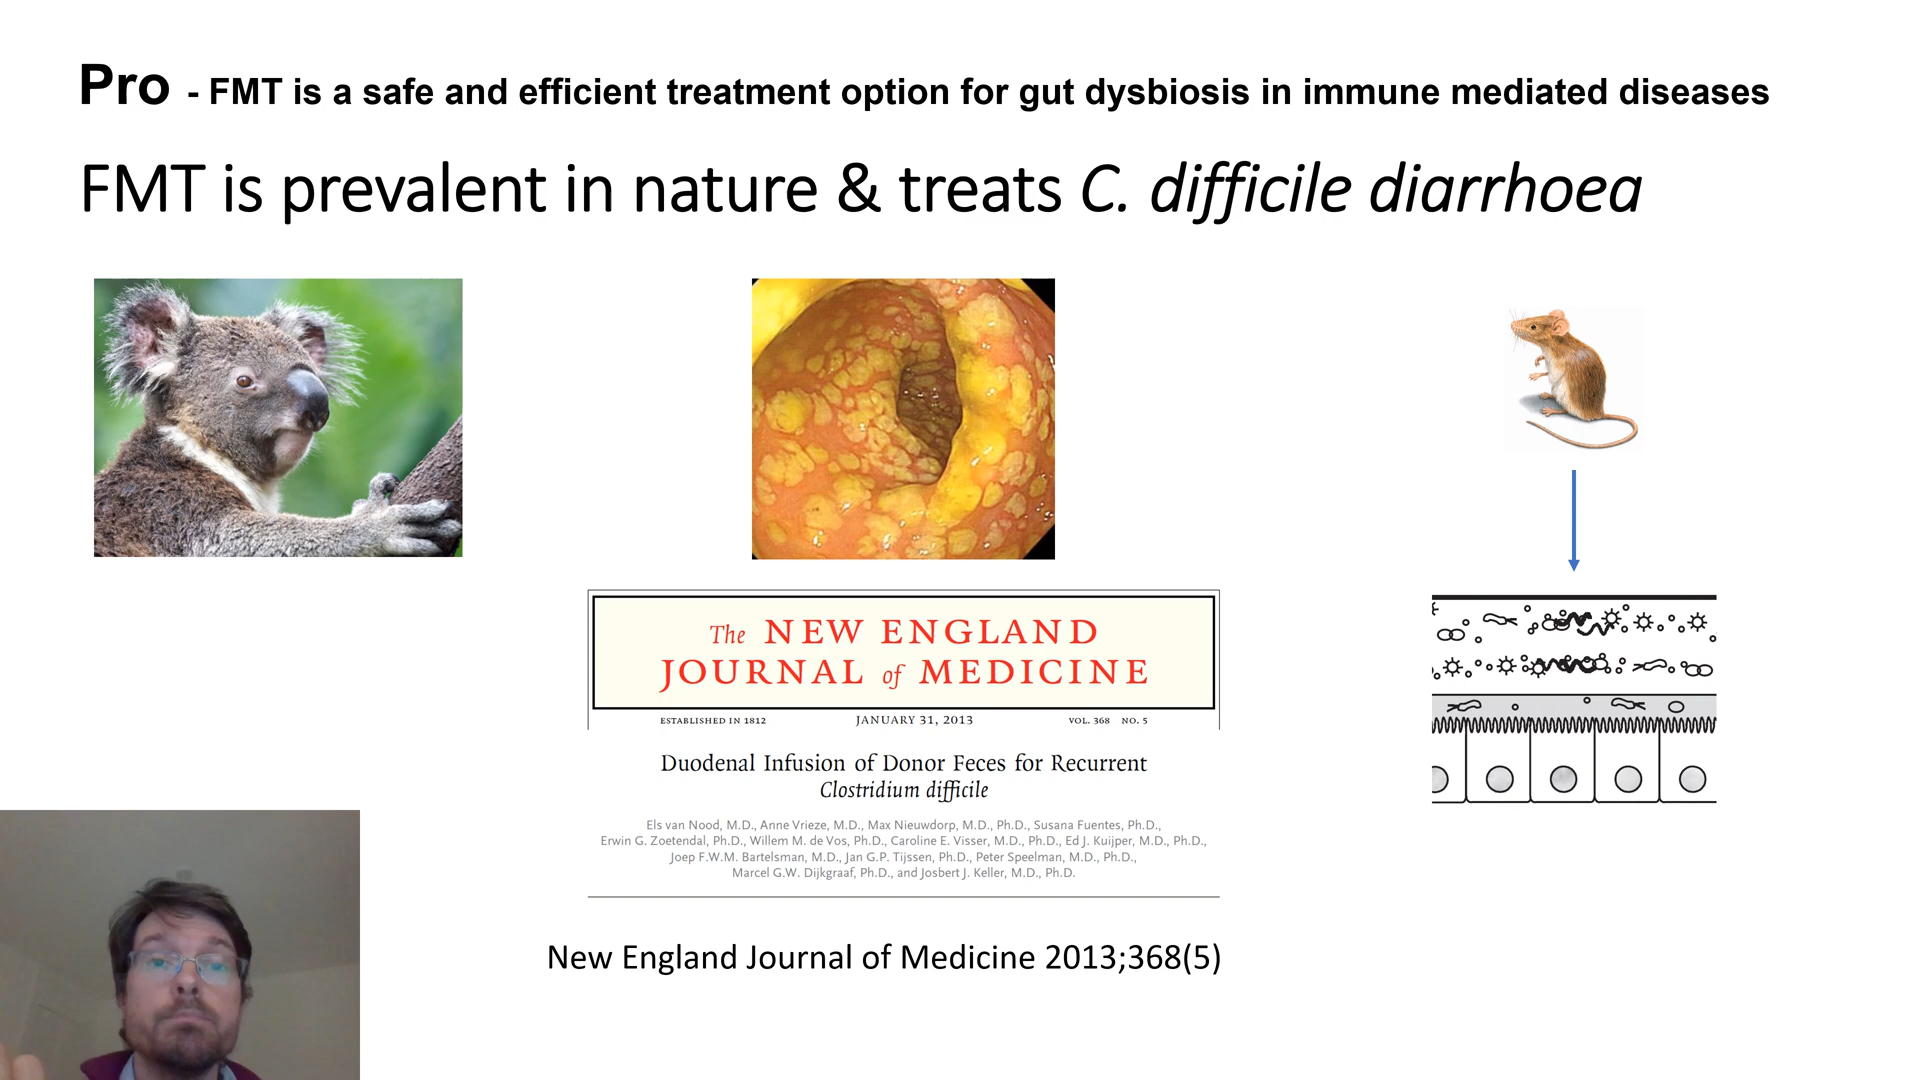 Pro - FMT is a safe and efficient treatment option for gut dysbiosis in immune mediated diseases
FMT is prevalent in nature & treats C. difficile diarrhoea
The NEW ENGLAND
JOURNAL of MEDICINE
ESTABLISHED IN 1812 JANUARY 31, 2013 VOL. 368 NO. 5
Duodenal Infusion of Donor Feces for Recurrent
Clostridium difficile
Els van Nood, M.D., Anne Vrieze, M.D., Max Nieuwdorp, M.D., Ph.D., Susana Fuentes, Ph.D.,
Erwin G. Zoetendal, Ph.D., Willem M. de Vos, Ph.D., Caroline E. Visser, M.D., Ph.D., Ed J. Kuijper, M.D., Ph.D.,
Joep F.W.M. Bartelsman, M.D., Jan G.P. Tijssen, Ph.D., Peter Speelman, M.D., Ph.D.,
Marcel G.W. Dijkgraaf, Ph.D., and Josbert J. Keller, M.D., Ph.D.
New England Journal of Medicine 2013;368(5)